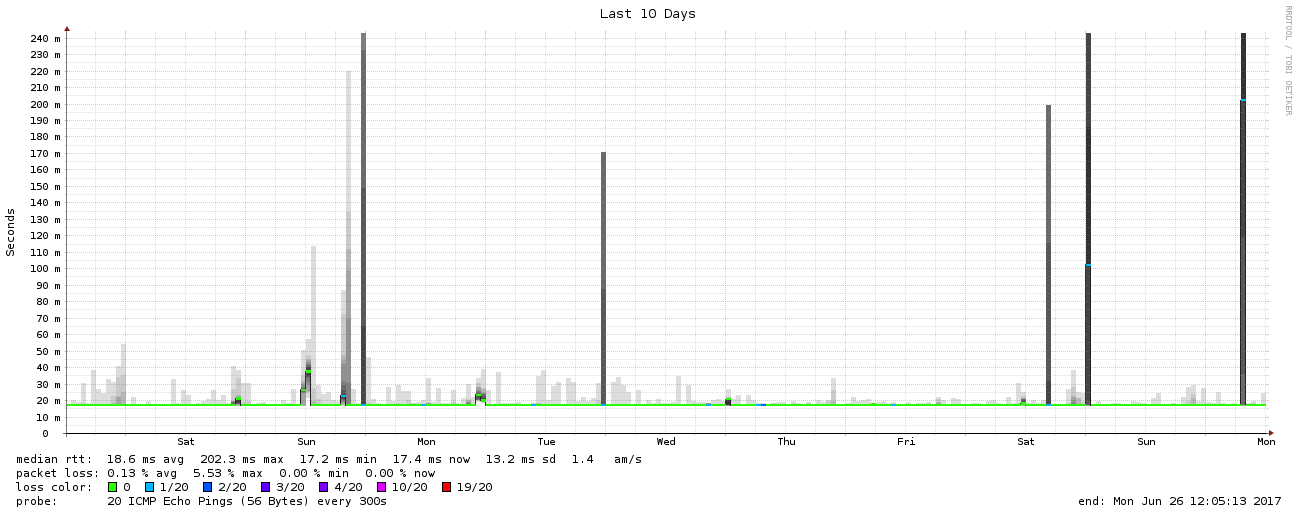 Last 10 Days
RRDTOOL / TOBI OETIKER
Seconds
240 m
230 m
220 m
210 m
200 m
190 m
180 m
170 m
160 m
150 m
140 m
130 m
120 m
110 m
100 m
90 m
80 m
70 m
60 m
50 m
40 m
30 m
20 m
10 m
0
Sat Sun Mon Tue Wed Thu Fri Sat Sun Mon
median rtt: 18.6 ms avg 202.3 ms max 17.2 ms min 17.4 ms now 13.2 ms sd 1.4 am/s
packet loss: 0.13 % avg 5.53 % max 0.00 % min 0.00 % now
loss color: 0 1/20 2/20 3/20 4/20 10/20 19/20
probe: 20 ICMP Echo Pings (56 Bytes) every 300s end: Mon Jun 26 12:05:13 2017